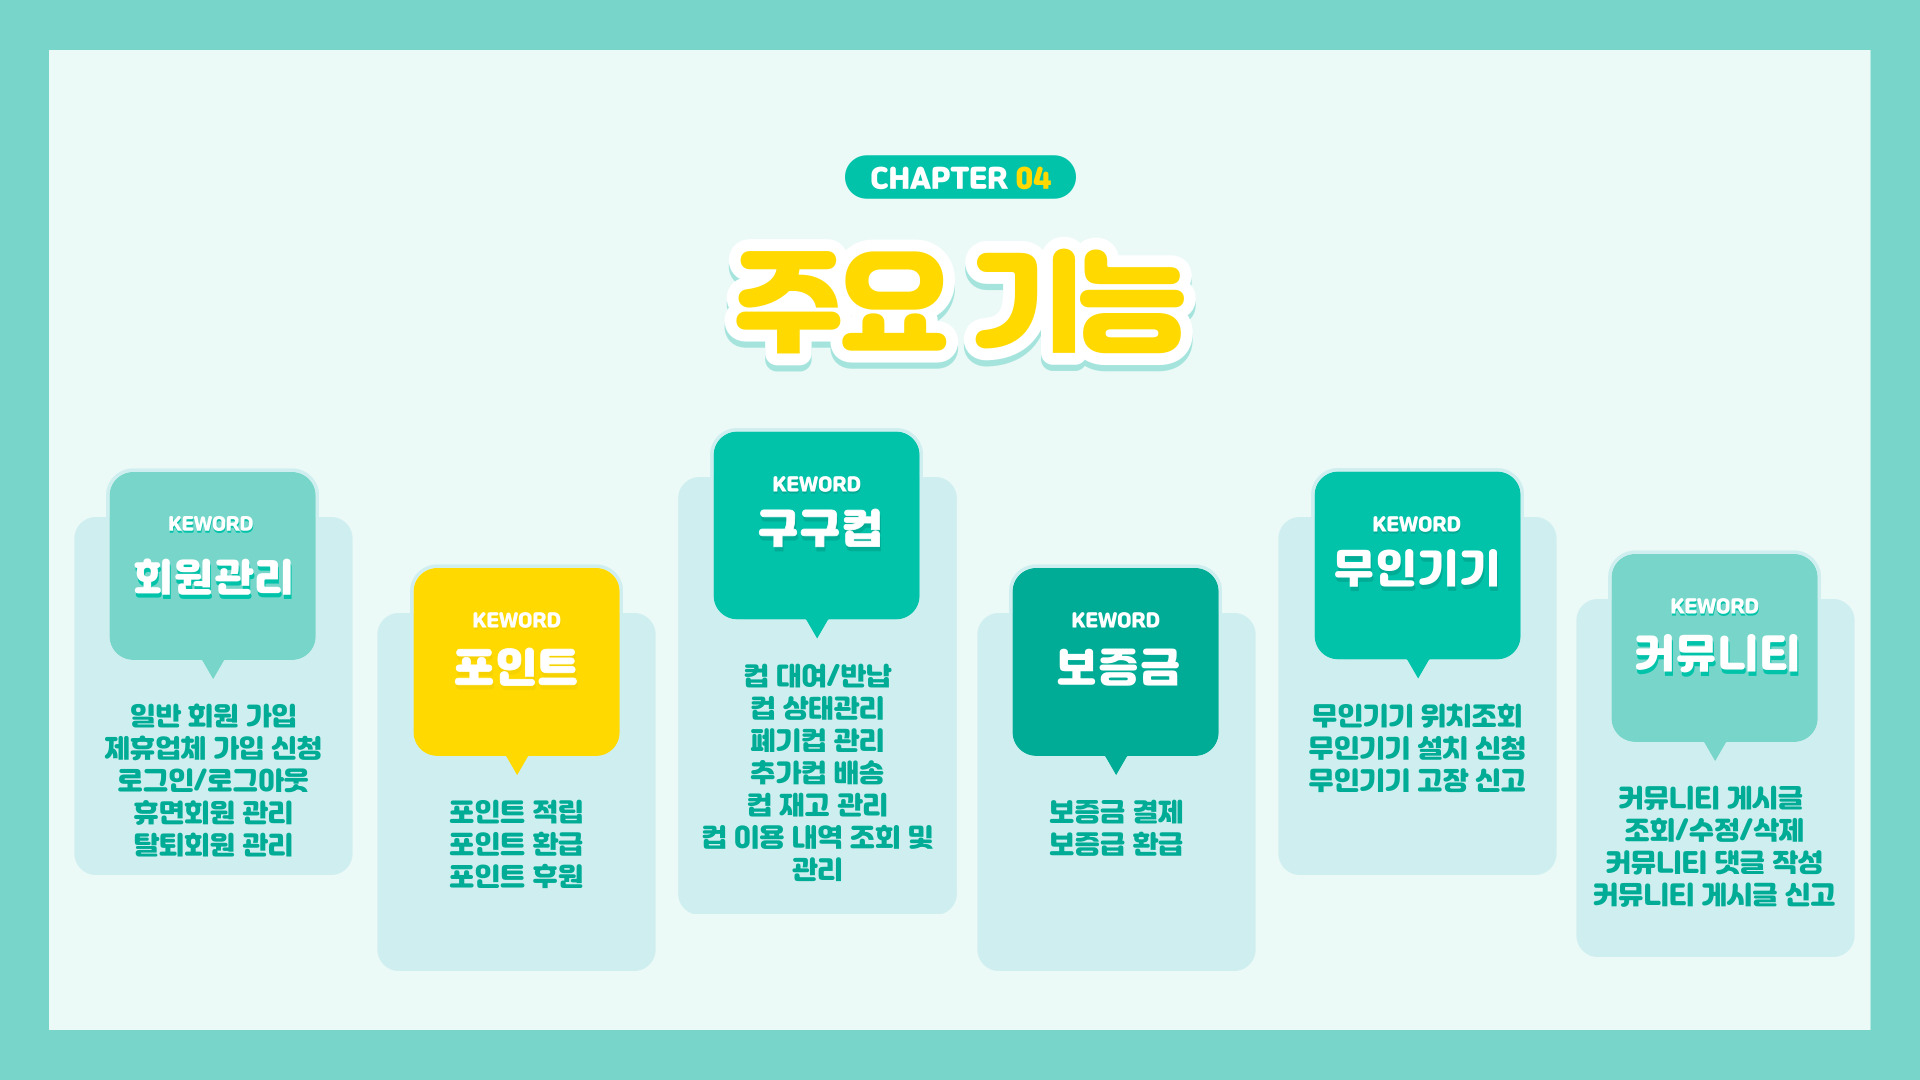 CHAPTER 04
주요 기능
KEWORD
회원관리
일반 회원 가입
제휴업체 가입 신청
로그인/로그아웃
휴면회원 관리
탈퇴회원 관리
KEWORD
포인트
포인트 적립
포인트 환급
포인트 후원
KEWORD
구구컵
컵 대여/반납
컵 상태관리
폐기컵 관리
추가컵 배송
컵 재고 관리
컵 이용 내역 조회 및
관리
KEWORD
보증금
보증금 결제
보증급 환급
KEWORD
무인기기
무인기기 위치조회
무인기기 설치 신청
무인기기 고장 신고
KEWORD
커뮤니티
커뮤니티 게시글
조회/수정/삭제
커뮤니티 댓글 작성
커뮤니티 게시글 신고